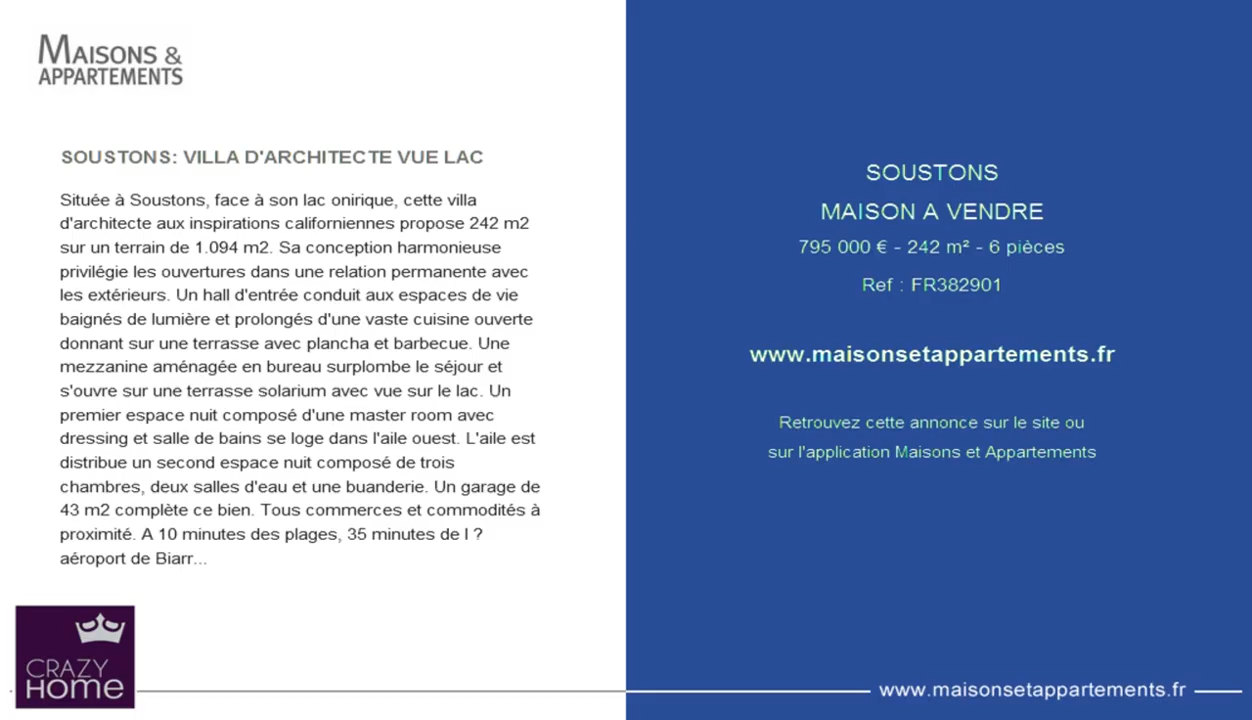 MAISONS &
APPARTEMENTS
SOUSTONS: VILLA D'ARCHITECTE VUE LAC
Située à Soustons, face à son lac onirique, cette villa
d'architecte aux inspirations californiennes propose 242 m2
sur un terrain de 1.094 m2. Sa conception harmonieuse
privilégie les ouvertures dans une relation permanente avec
les extérieurs. Un hall d'entrée conduit aux espaces de vie
baignés de lumière et prolongés d'une vaste cuisine ouverte
donnant sur une terrasse avec plancha et barbecue. Une
mezzanine aménagée en bureau surplombe le séjour et
s'ouvre sur une terrasse solarium avec vue sur le lac. Un
premier espace nuit composé d'une master room avec
dressing et salle de bains se loge dans l'aile ouest. L'aile est
distribue un second espace nuit composé de trois
chambres, deux salles d'eau et une buanderie. Un garage de
43 m2 complète ce bien. Tous commerces et commodités à
proximité. A 10 minutes des plages, 35 minutes de l ?
aéroport de Biarr...
CRAZY
HOME
SOUSTONS
MAISON A VENDRE
795 000 € - 242 m² - 6 pièces
Ref : FR382901
www.maisonsetappartements.fr
Retrouvez cette annonce sur le site ou
sur l'application Maisons et Appartements
www.maisonsetappartements.fr